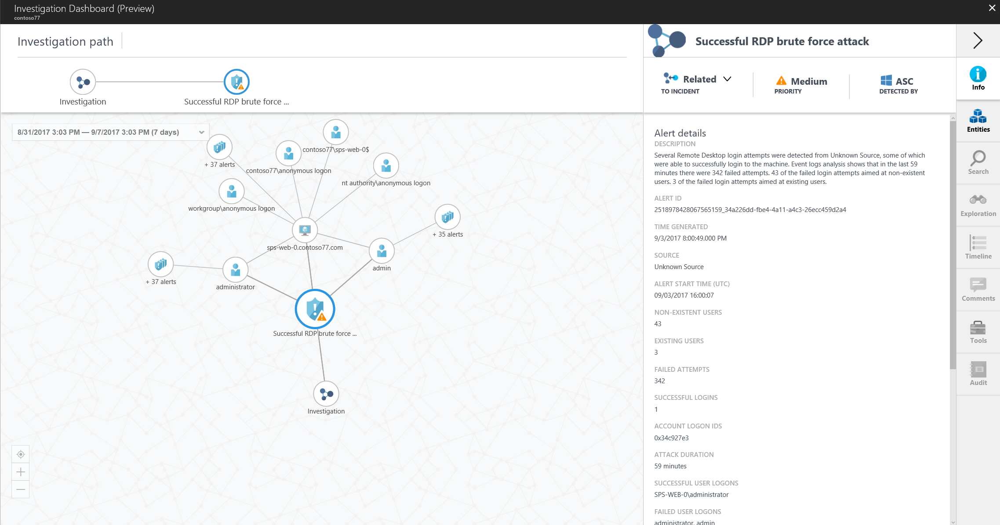 Investigation Dashboard (Preview)
contoso77
Investigation path
Investigation
Successful RDP brute force ...
8/31/2017 3:03 PM — 9/7/2017 3:03 PM (7 days)
contoso77\sps-web-0$
+ 37 alerts
contoso77\anonymous logon
nt authority\anonymous logon
workgroup\anonymous logon
+ 35 alerts
sps-web-0.contoso77.com
admin
+ 37 alerts
administrator
Successful RDP brute force ...
Investigation
Successful RDP brute force attack
Related
TO INCIDENT
Medium
PRIORITY
ASC
DETECTED BY
Alert details
DESCRIPTION
Several Remote Desktop login attempts were detected from Unknown Source, some of which
were able to successfully login to the machine. Event logs analysis shows that in the last 59
minutes there were 342 failed attempts. 43 of the failed login attempts aimed at non-existent
users. 3 of the failed login attempts aimed at existing users.
ALERT ID
2518978428067565159_34a226dd-fbe4-4a11-a4c3-26ecc459d2a4
TIME GENERATED
9/3/2017 8:00:49.000 PM
SOURCE
Unknown Source
ALERT START TIME (UTC)
09/03/2017 16:00:07
NON-EXISTENT USERS
43
EXISTING USERS
3
FAILED ATTEMPTS
342
SUCCESSFUL LOGINS
1
ACCOUNT LOGON IDS
0x34c927e3
ATTACK DURATION
59 minutes
SUCCESSFUL USER LOGONS
SPS-WEB-0\administrator
FAILED USER LOGONS
administrator, admin
Info
Entities
Search
Exploration
Timeline
Comments
Tools
Audit